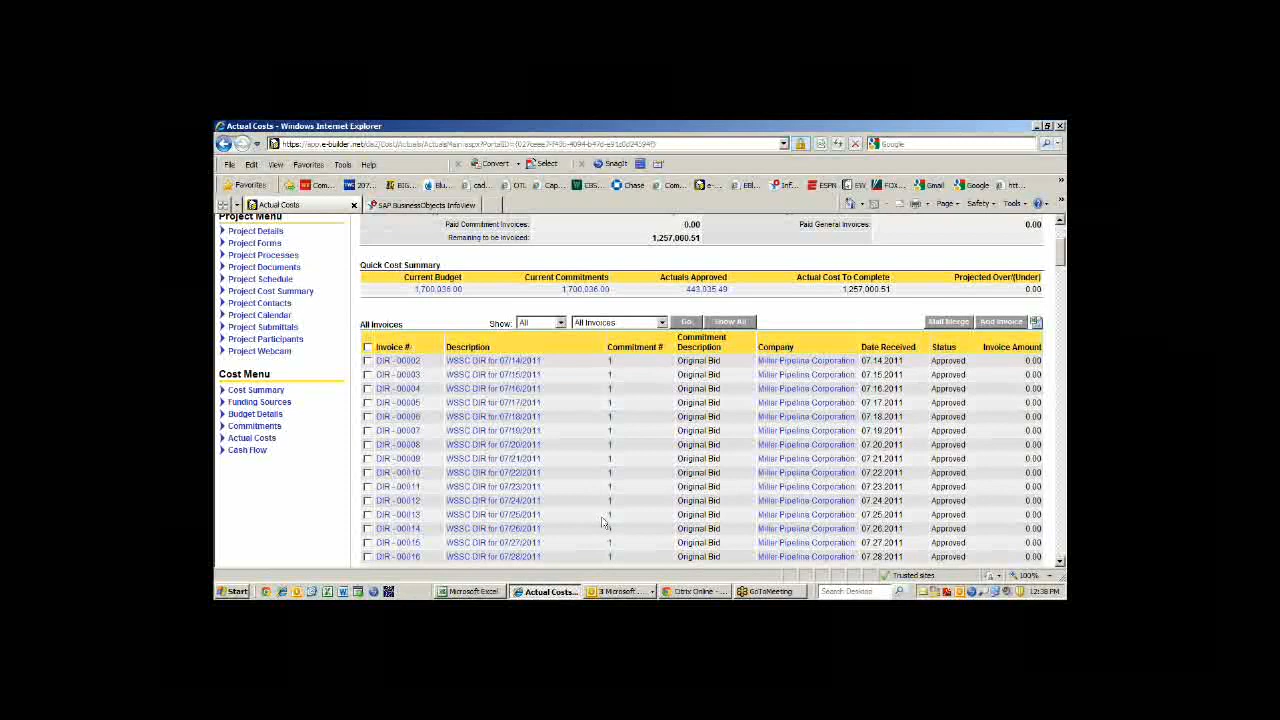 Actual Costs - Windows Internet Explorer
Google
File Edit View Favorites Tools Help
Convert Select SnagIt
Favorites Com... 207... BIG... Blu... cad... OTL Cap... CBS... Chase Com... e-... EBI... Inf... ESPN EW FOX... Gmail Google htt...
Actual Costs SAP BusinessObjects InfoView Page Safety Tools
Project Menu
Project Details
Project Forms
Project Processes
Project Documents
Project Schedule
Project Cost Summary
Project Contacts
Project Calendar
Project Submittals
Project Participants
Project Webcam
Cost Menu
Cost Summary
Funding Sources
Budget Details
Commitments
Actual Costs
Cash Flow
Paid Commitment Invoices: 0.00 Paid General Invoices: 0.00
Remaining to be Invoiced: 1,257,000.51
Quick Cost Summary
Current Budget Current Commitments Actuals Approved Actual Cost To Complete Projected Over/(Under)
1,700,036.00 1,700,036.00 443,035.49 1,257,000.51 0.00
All Invoices Show: All All Invoices Go Show All Mail Merge Add Invoice
Invoice # Description Commitment # Commitment Description Company Date Received Status Invoice Amount
DIR - 00002 WSSC DIR for 07/14/2011 1 Original Bid Miller Pipeline Corporation 07.14.2011 Approved 0.00
DIR - 00003 WSSC DIR for 07/15/2011 1 Original Bid Miller Pipeline Corporation 07.15.2011 Approved 0.00
DIR - 00004 WSSC DIR for 07/16/2011 1 Original Bid Miller Pipeline Corporation 07.16.2011 Approved 0.00
DIR - 00005 WSSC DIR for 07/17/2011 1 Original Bid Miller Pipeline Corporation 07.17.2011 Approved 0.00
DIR - 00006 WSSC DIR for 07/18/2011 1 Original Bid Miller Pipeline Corporation 07.18.2011 Approved 0.00
DIR - 00007 WSSC DIR for 07/19/2011 1 Original Bid Miller Pipeline Corporation 07.19.2011 Approved 0.00
DIR - 00008 WSSC DIR for 07/20/2011 1 Original Bid Miller Pipeline Corporation 07.20.2011 Approved 0.00
DIR - 00009 WSSC DIR for 07/21/2011 1 Original Bid Miller Pipeline Corporation 07.21.2011 Approved 0.00
DIR - 00010 WSSC DIR for 07/22/2011 1 Original Bid Miller Pipeline Corporation 07.22.2011 Approved 0.00
DIR - 00011 WSSC DIR for 07/23/2011 1 Original Bid Miller Pipeline Corporation 07.23.2011 Approved 0.00
DIR - 00012 WSSC DIR for 07/24/2011 1 Original Bid Miller Pipeline Corporation 07.24.2011 Approved 0.00
DIR - 00013 WSSC DIR for 07/25/2011 1 Original Bid Miller Pipeline Corporation 07.25.2011 Approved 0.00
DIR - 00014 WSSC DIR for 07/26/2011 1 Original Bid Miller Pipeline Corporation 07.26.2011 Approved 0.00
DIR - 00015 WSSC DIR for 07/27/2011 1 Original Bid Miller Pipeline Corporation 07.27.2011 Approved 0.00
DIR - 00016 WSSC DIR for 07/28/2011 1 Original Bid Miller Pipeline Corporation 07.28.2011 Approved 0.00
Trusted sites 100%
Start Microsoft Excel Actual Costs... 3 Microsoft ... Citrix Online - ... GoToMeeting Search Desktop 12:38 PM